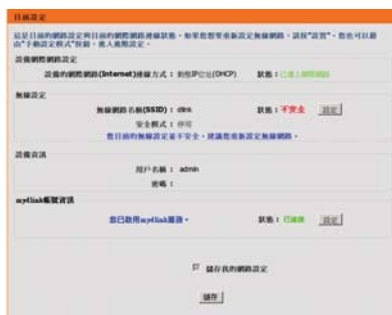 目前設定
這是目前的網路設定與目前的網際網路連線狀態。如果您想要重新設定無線網路，請按"設置"。您也可以藉
由"手動設定模式"按鈕，進入進階設定。
設備網際網路設定
設備的網際網路(Internet)連線方式： 動態IP位址(DHCP) 狀態：已連上網際網路
無線設定
無線網路名稱(SSID)： dlink 狀態：不安全 設定
安全模式： 停用
您目前的無線設定並不安全，建議您重新設定無線網路。
設備資訊
用戶名稱： admin
密碼：
mydlink帳號資訊
您已啟用mydlink服務。 狀態：已連線 設定
儲存我的網路設定
儲存